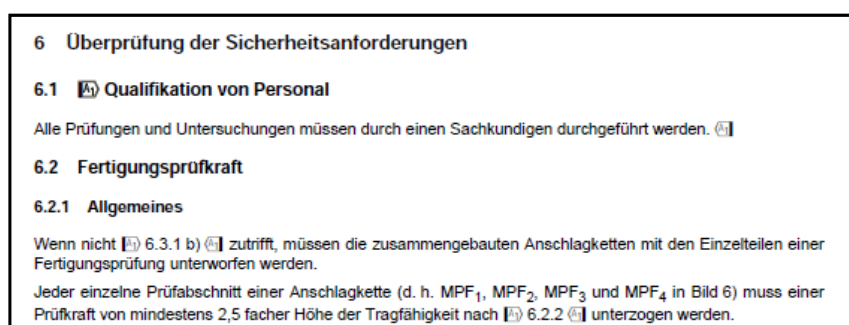 6 Überprüfung der Sicherheitsanforderungen
6.1 A1 Qualifikation von Personal
Alle Prüfungen und Untersuchungen müssen durch einen Sachkundigen durchgeführt werden. A1
6.2 Fertigungsprüfkraft
6.2.1 Allgemeines
Wenn nicht A1 6.3.1 b) A1 zutrifft, müssen die zusammengebauten Anschlagketten mit den Einzelteilen einer
Fertigungsprüfung unterworfen werden.
Jeder einzelne Prüfabschnitt einer Anschlagkette (d. h. MPF₁, MPF₂, MPF₃ und MPF₄ in Bild 6) muss einer
Prüfkraft von mindestens 2,5 facher Höhe der Tragfähigkeit nach A1 6.2.2 A1 unterzogen werden.